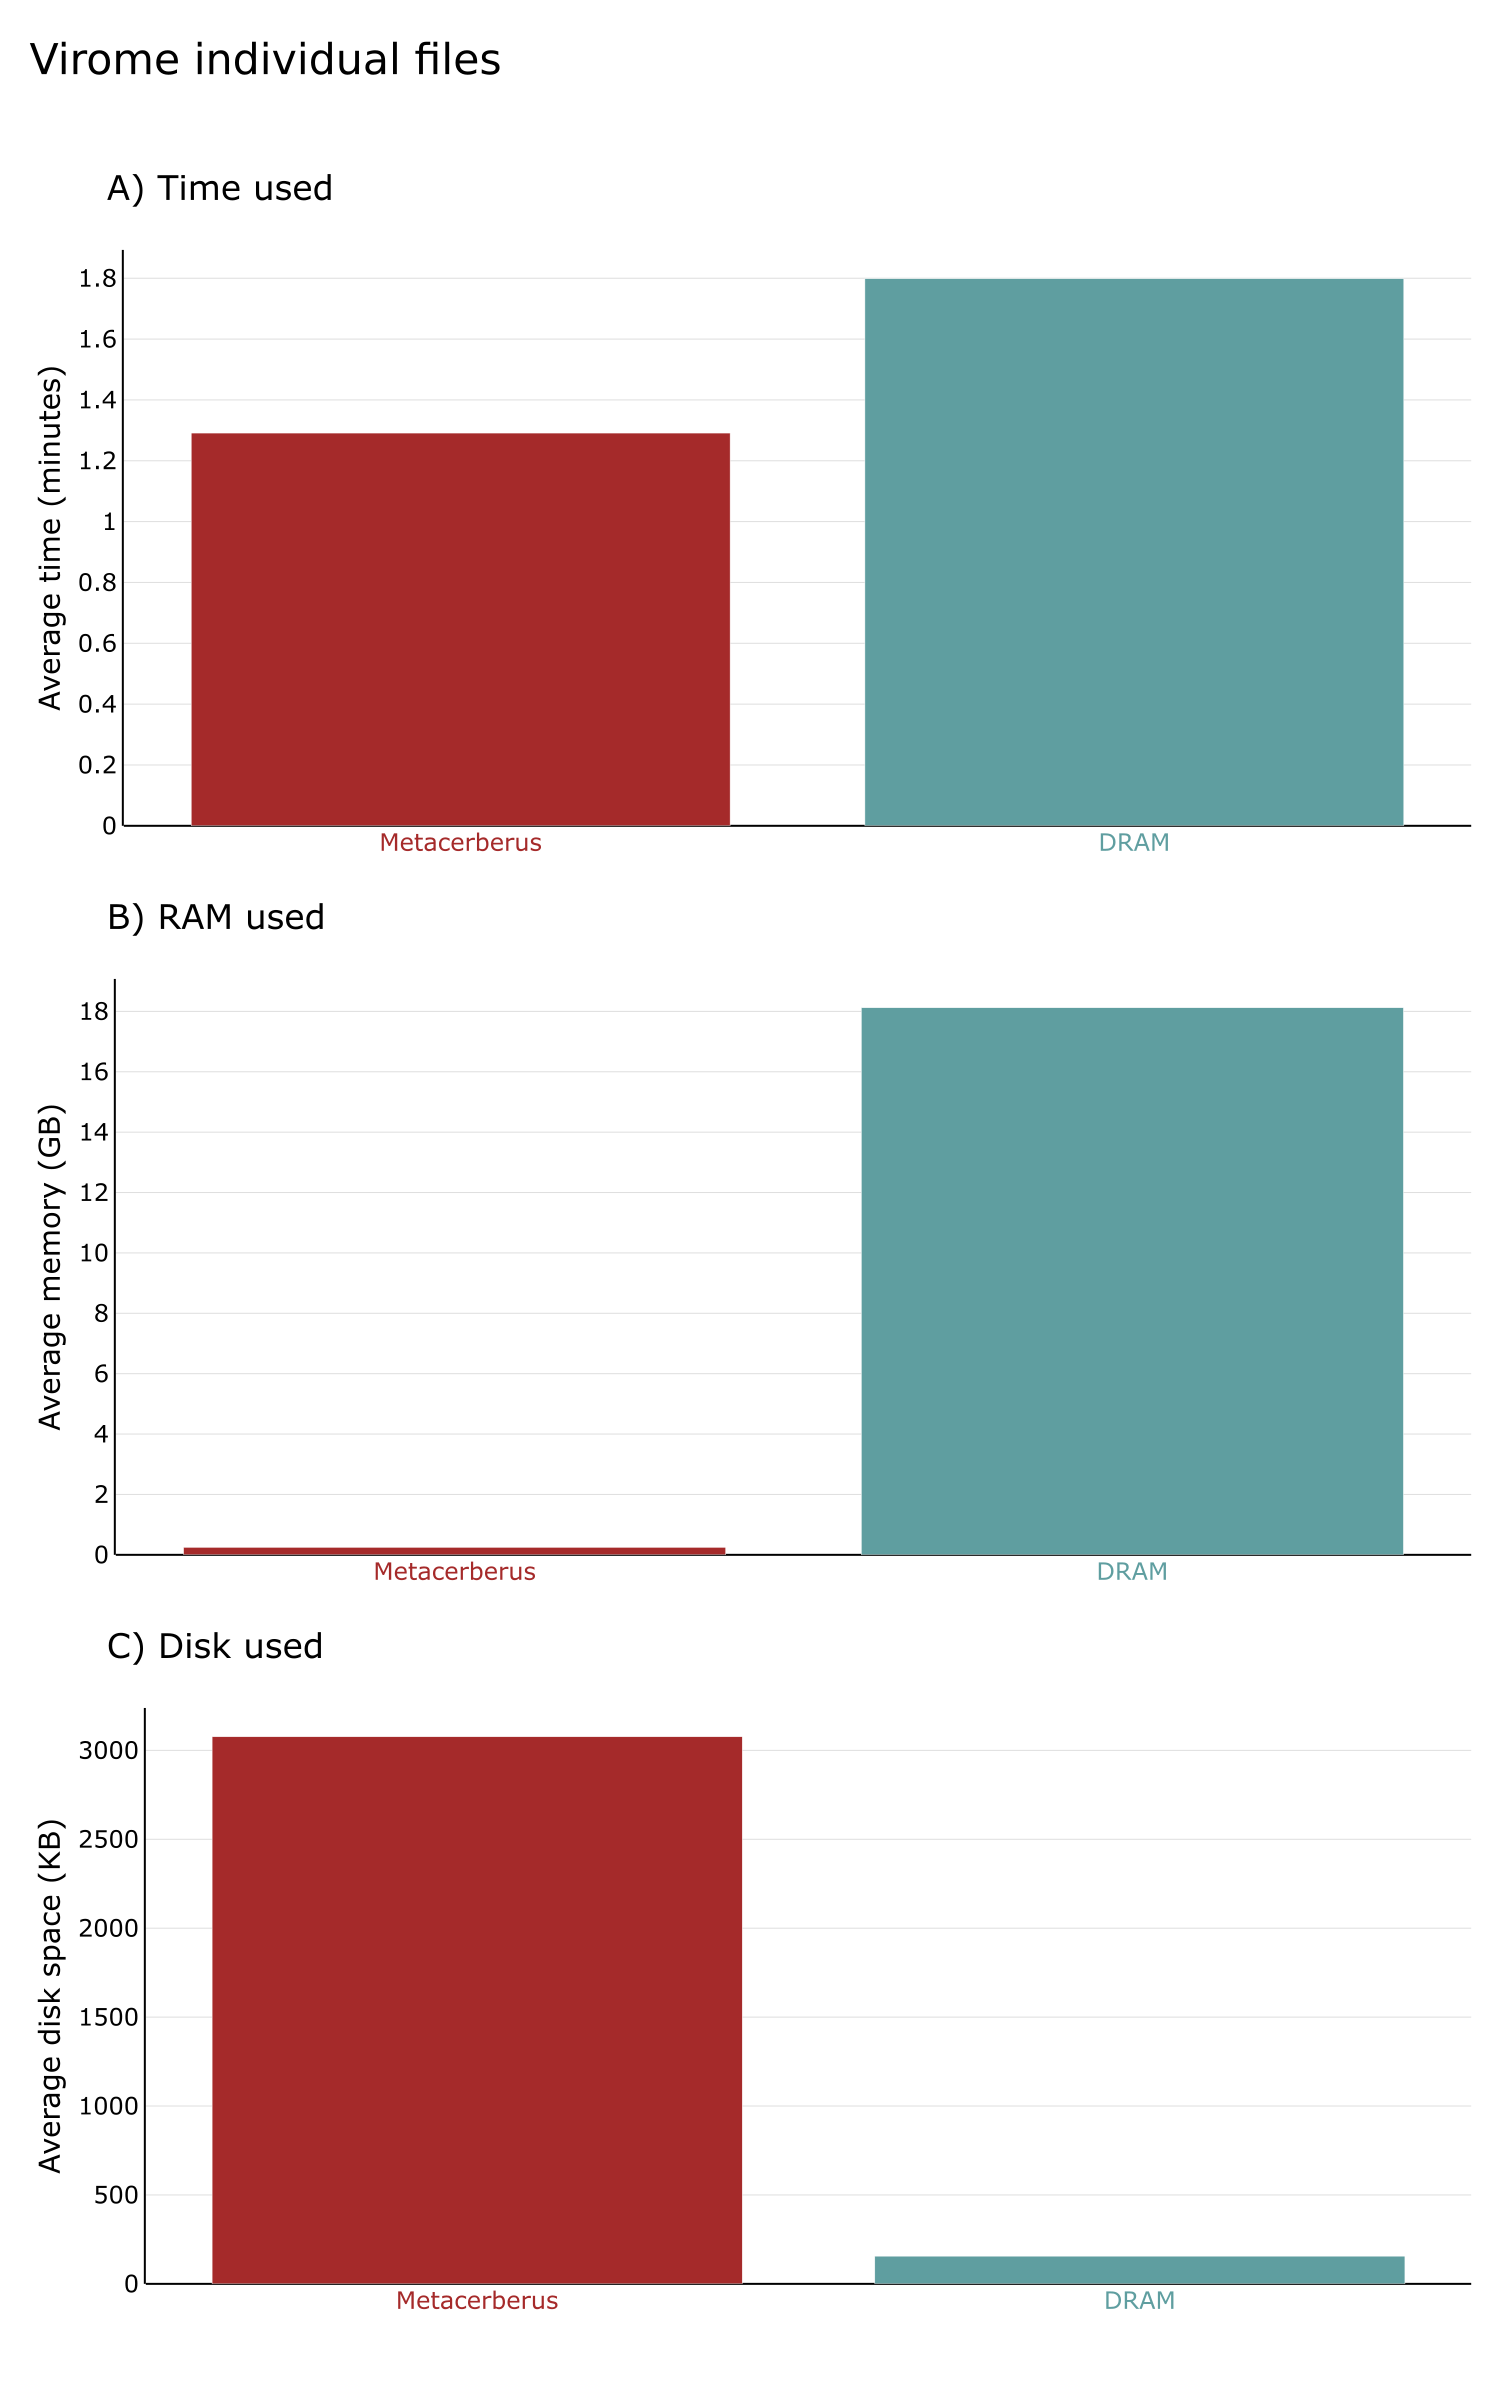 Virome individual files
A) Time used
Average time (minutes)
1.8
1.6
1.4
1.2
1
0.8
0.6
0.4
0.2
0
Metacerberus
DRAM
B) RAM used
Average memory (GB)
18
16
14
12
10
8
6
4
2
0
Metacerberus
DRAM
C) Disk used
Average disk space (KB)
3000
2500
2000
1500
1000
500
0
Metacerberus
DRAM